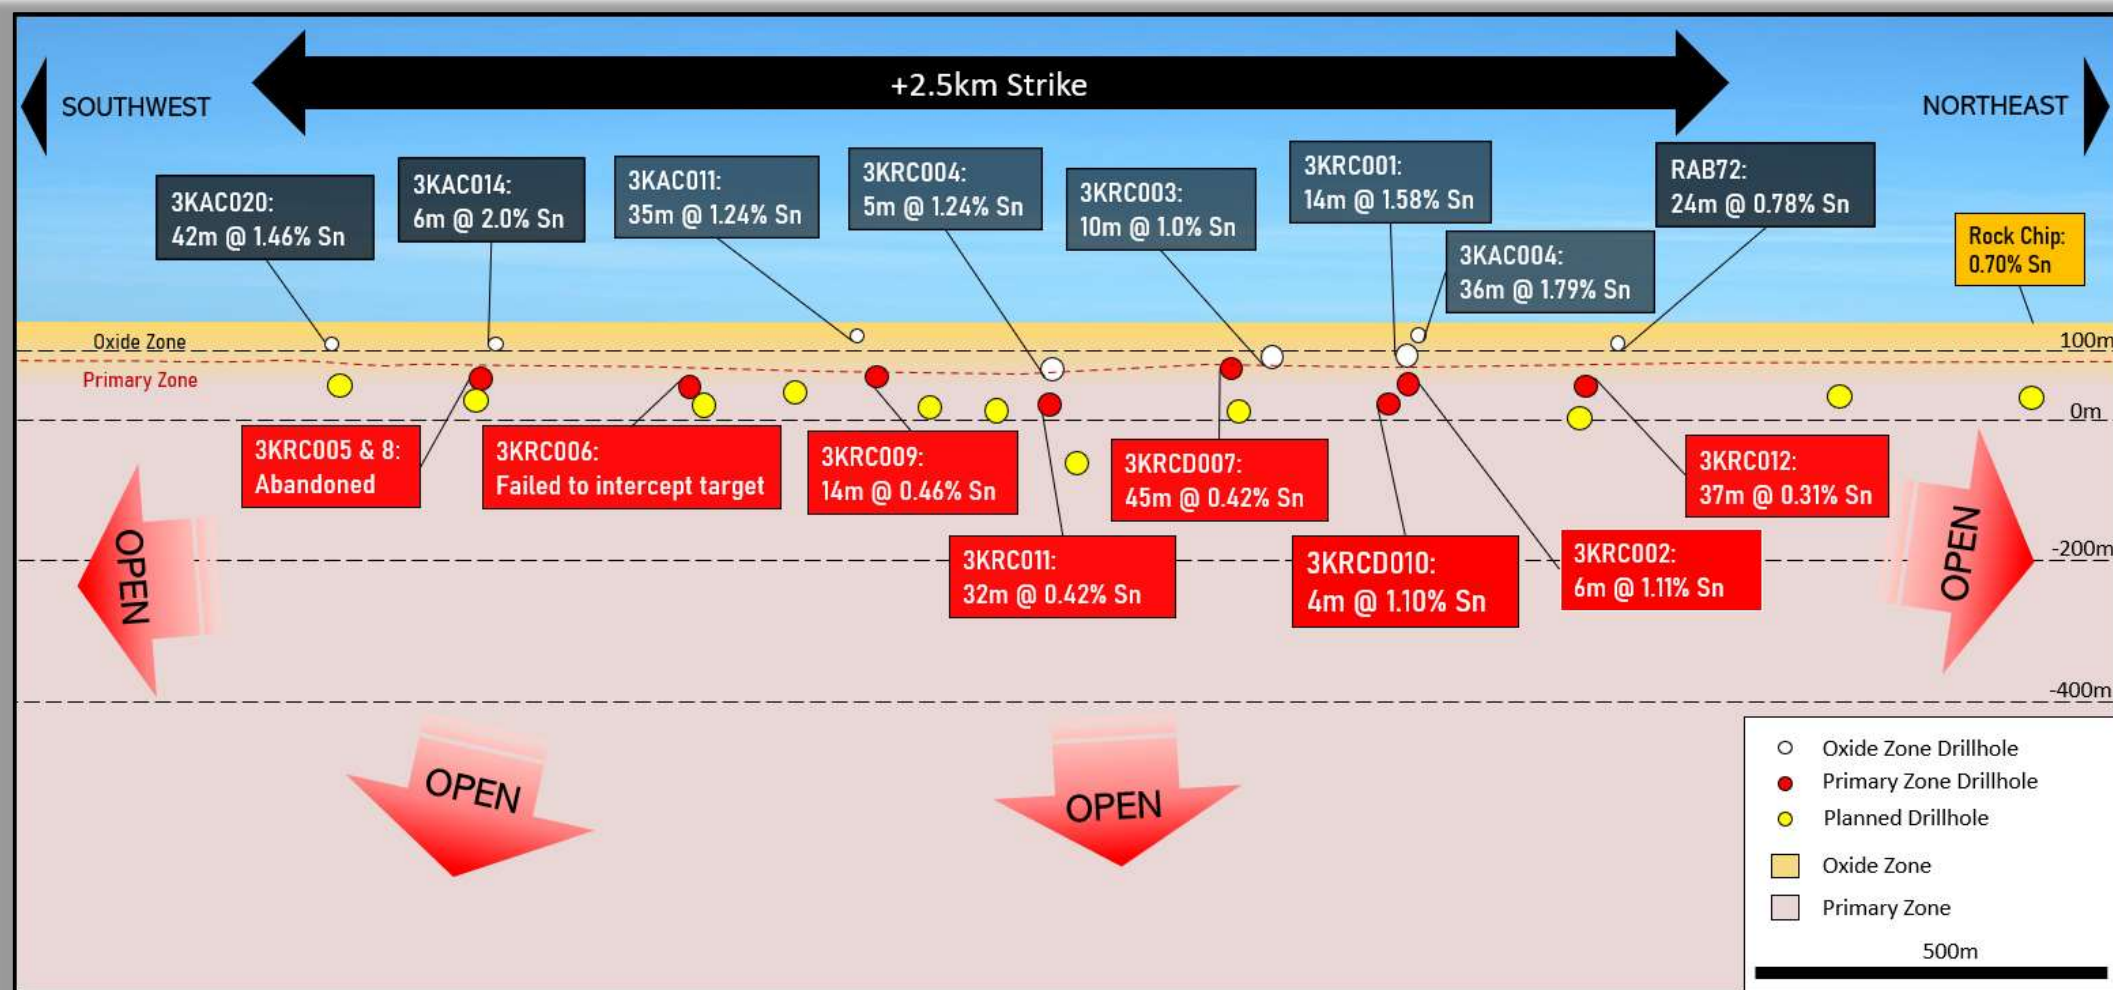 +2.5km Strike
SOUTHWEST
NORTHEAST
3KAC020:
42m @ 1.46% Sn
3KAC014:
6m @ 2.0% Sn
3KAC011:
35m @ 1.24% Sn
3KRC004:
5m @ 1.24% Sn
3KRC003:
10m @ 1.0% Sn
3KRC001:
14m @ 1.58% Sn
3KAC004:
36m @ 1.79% Sn
RAB72:
24m @ 0.78% Sn
Rock Chip:
0.70% Sn
Oxide Zone
100m
Primary Zone
0m
3KRC005 & 8:
Abandoned
3KRC006:
Failed to intercept target
3KRC009:
14m @ 0.46% Sn
3KRCD007:
45m @ 0.42% Sn
3KRC012:
37m @ 0.31% Sn
3KRC011:
32m @ 0.42% Sn
3KRCD010:
4m @ 1.10% Sn
3KRC002:
6m @ 1.11% Sn
OPEN
OPEN
-200m
-400m
OPEN
OPEN
Oxide Zone Drillhole
Primary Zone Drillhole
Planned Drillhole
Oxide Zone
Primary Zone
500m